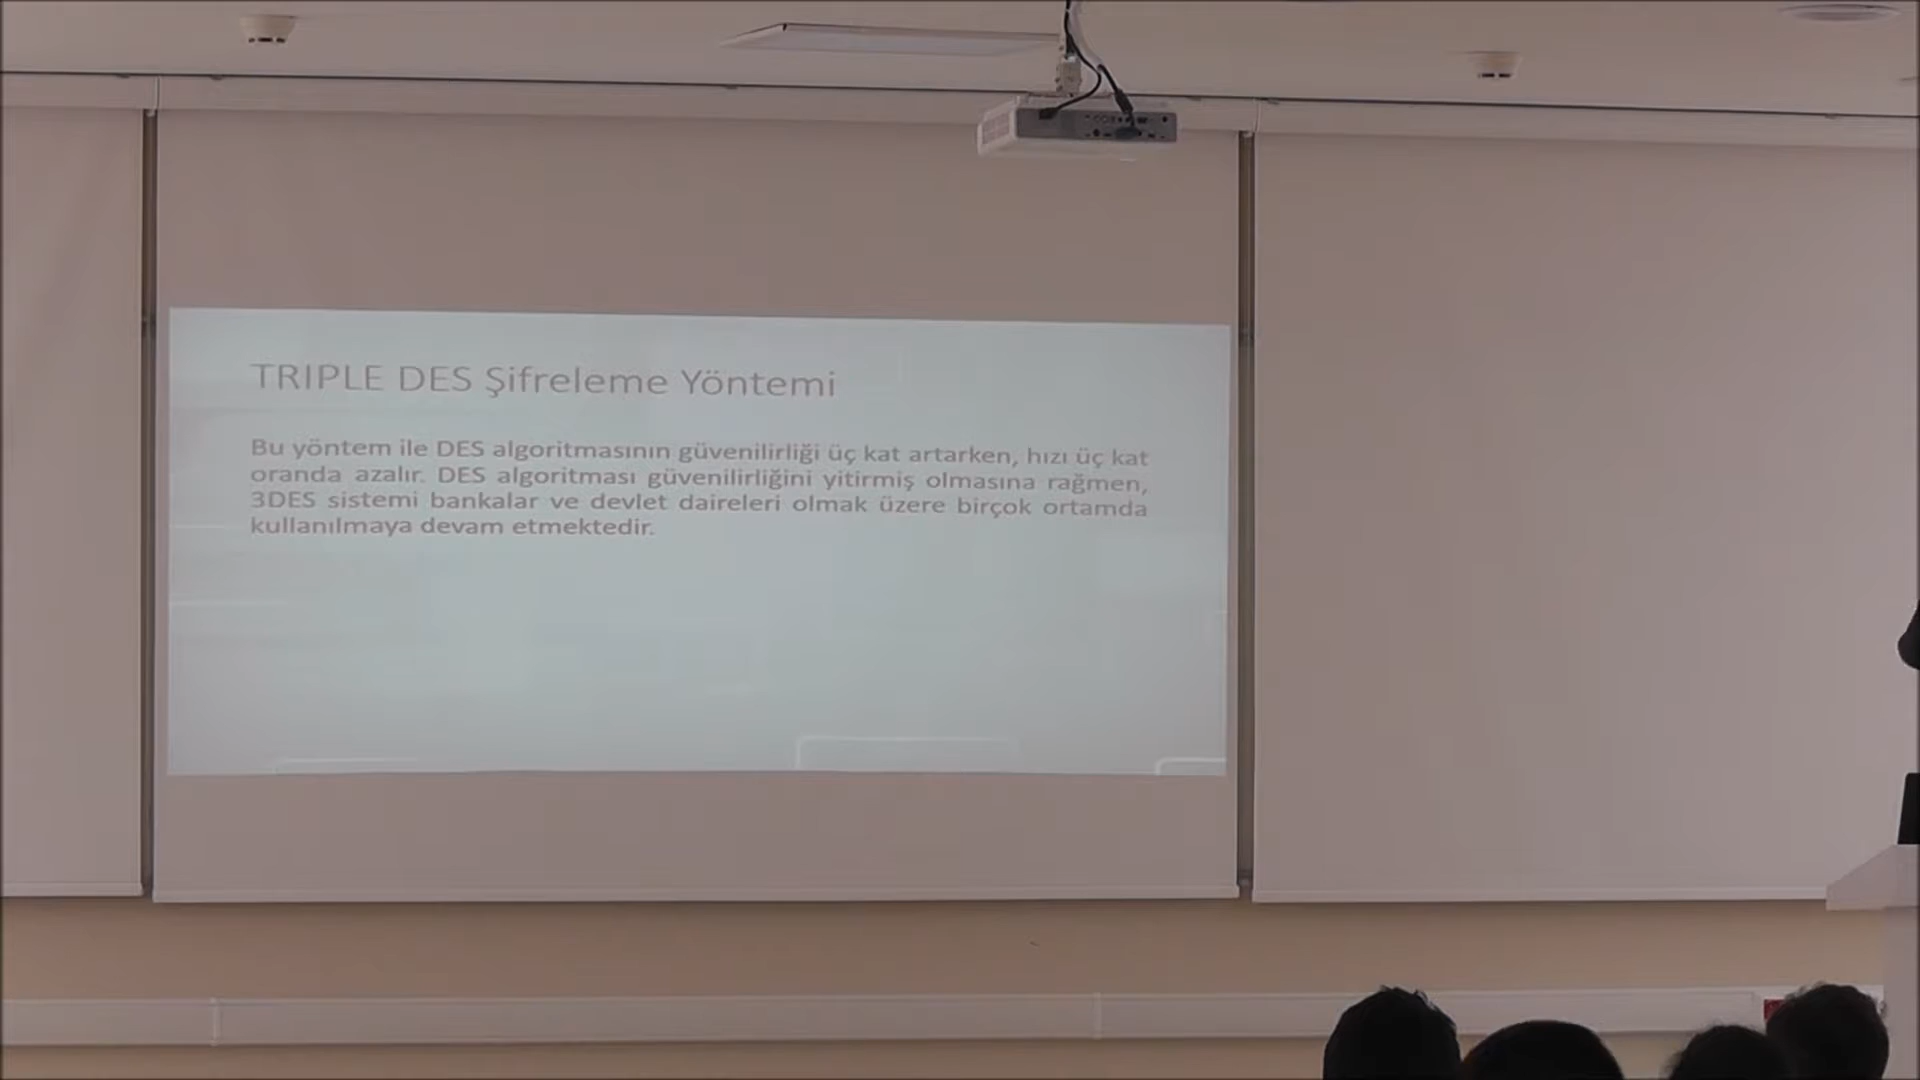 TRIPLE DES Şifreleme Yöntemi
Bu yöntem ile DES algoritmasının güvenilirliği üç kat artarken, hızı üç kat
oranda azalır. DES algoritması güvenilirliğini yitirmiş olmasına rağmen,
3DES sistemi bankalar ve devlet daireleri olmak üzere birçok ortamda
kullanılmaya devam etmektedir.